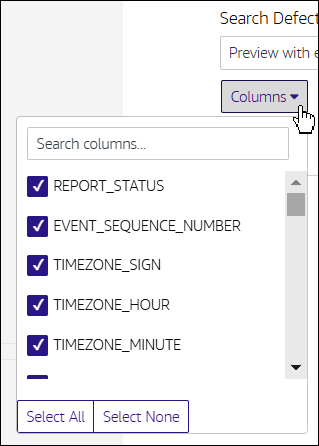 Search Defect
Preview with e
Columns
Search columns...
REPORT_STATUS
EVENT_SEQUENCE_NUMBER
TIMEZONE_SIGN
TIMEZONE_HOUR
TIMEZONE_MINUTE
Select All Select None